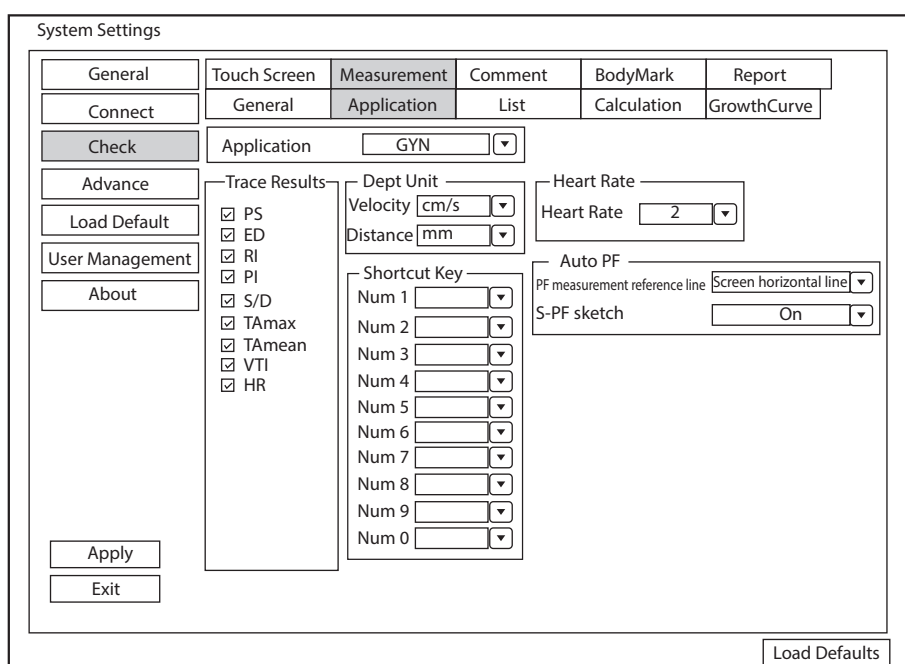 System Settings
General
Connect
Check
Advance
Load Default
User Management
About
Apply
Exit
Touch Screen Measurement Comment BodyMark Report
General Application List Calculation GrowthCurve
Application GYN
Trace Results
PS
ED
RI
PI
S/D
TAmax
TAmean
VTI
HR
Dept Unit
Velocity cm/s
Distance mm
Shortcut Key
Num 1
Num 2
Num 3
Num 4
Num 5
Num 6
Num 7
Num 8
Num 9
Num 0
Heart Rate
Heart Rate 2
Auto PF
PF measurement reference line Screen horizontal line
S-PF sketch On
Load Defaults